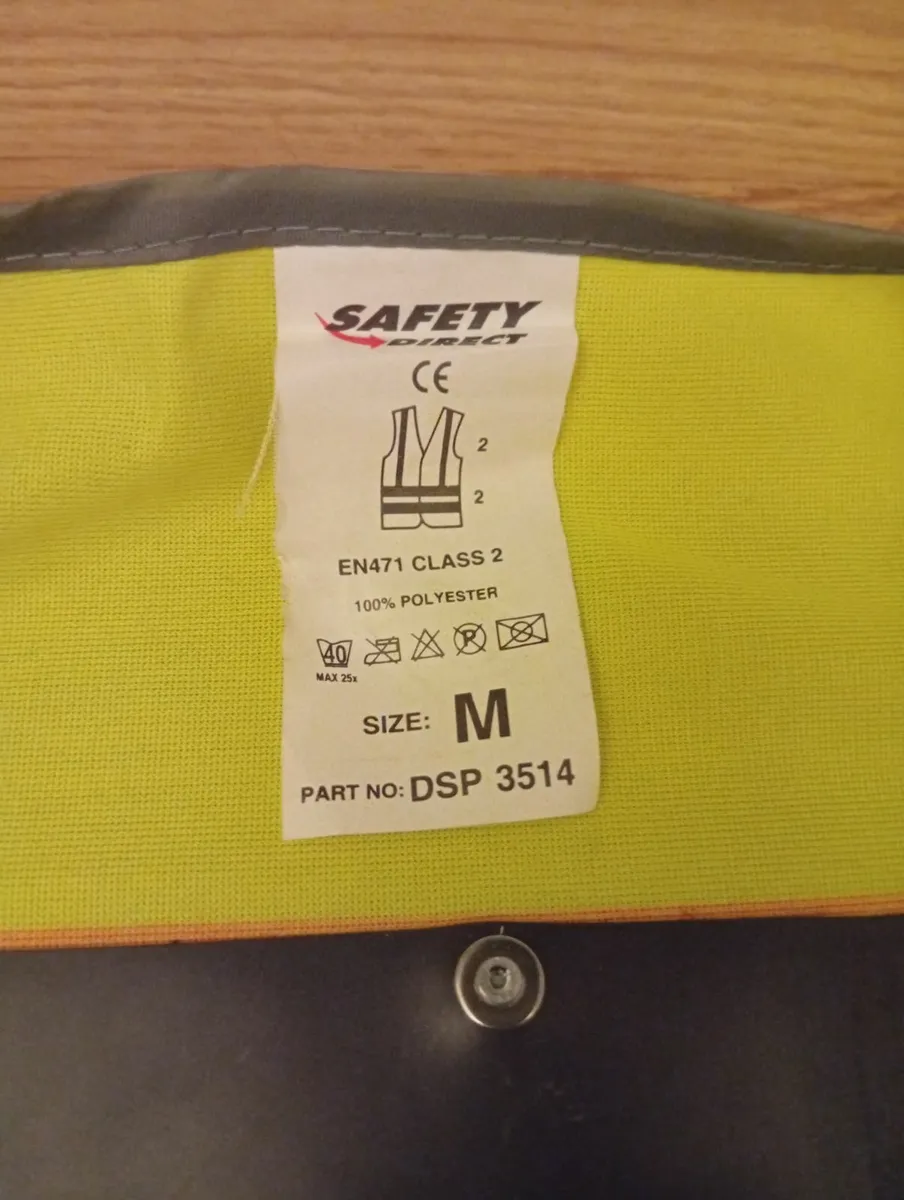 SAFETY
DIRECT
CE
2
2
EN471 CLASS 2
100% POLYESTER
40 P
MAX 25x
SIZE: M
PART NO: DSP 3514